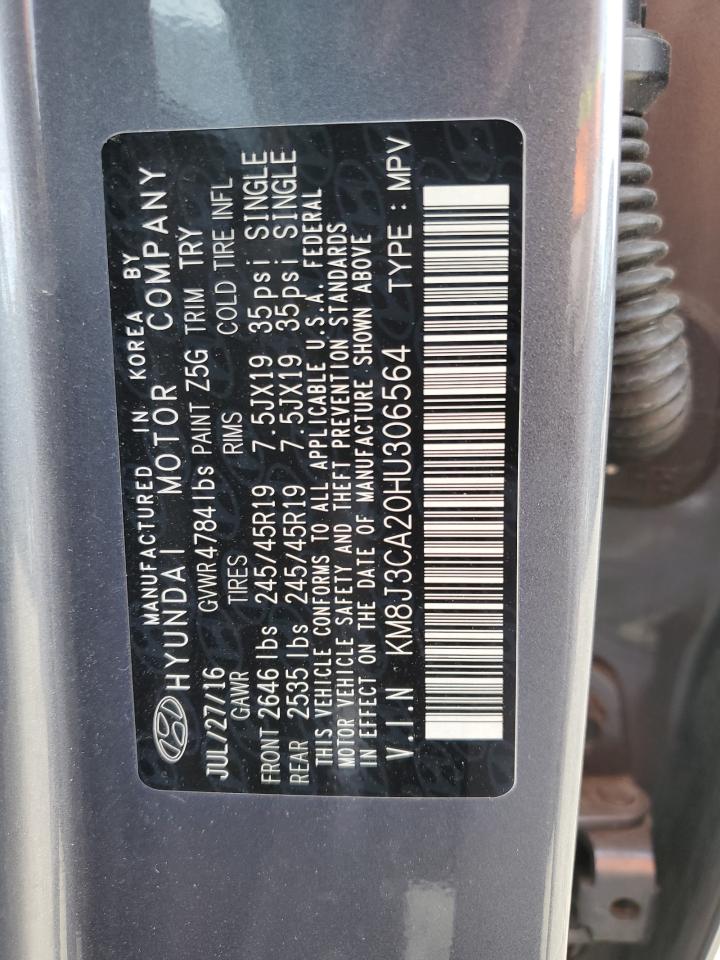 MANUFACTURED IN KOREA BY
HYUNDAI MOTOR COMPANY
JUL/27/16 GVWR4784lbs PAINT Z5G TRIM TRY
GAWR TIRES RIMS COLD TIRE INFL
FRONT 2646 lbs 245/45R19 7.5JX19 35psi SINGLE
REAR 2535 lbs 245/45R19 7.5JX19 35psi SINGLE
THIS VEHICLE CONFORMS TO ALL APPLICABLE U.S.A. FEDERAL
MOTOR VEHICLE SAFETY AND THEFT PREVENTION STANDARDS
IN EFFECT ON THE DATE OF MANUFACTURE SHOWN ABOVE
V.I.N KM8J3CA20HU306564 TYPE : MPV